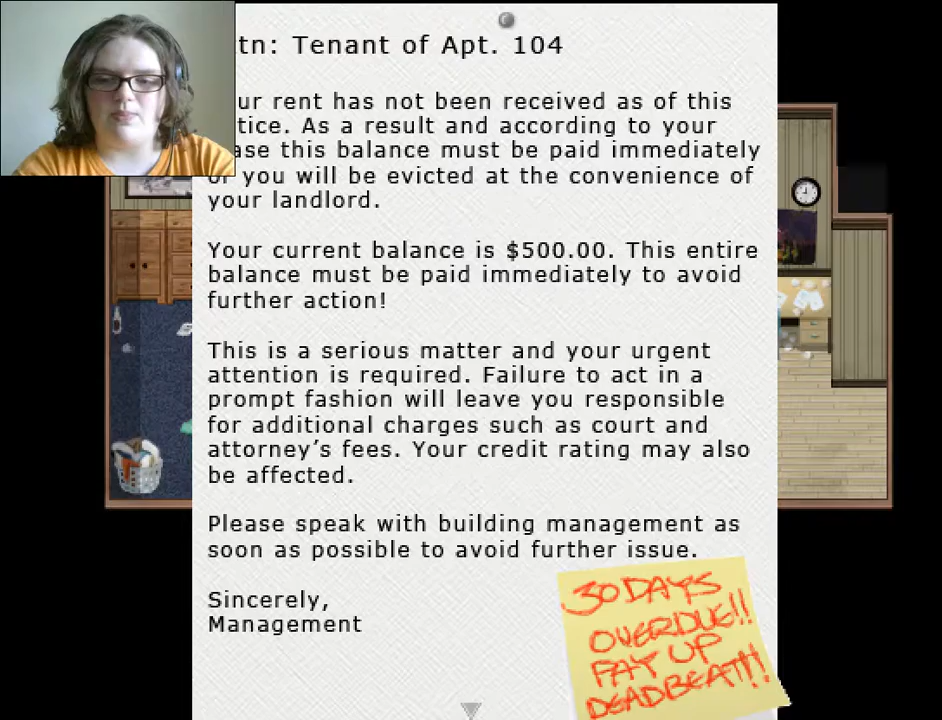 tn: Tenant of Apt. 104
ur rent has not been received as of this
tice. As a result and according to your
ase this balance must be paid immediately
or you will be evicted at the convenience of
your landlord.
Your current balance is $500.00. This entire
balance must be paid immediately to avoid
further action!
This is a serious matter and your urgent
attention is required. Failure to act in a
prompt fashion will leave you responsible
for additional charges such as court and
attorney's fees. Your credit rating may also
be affected.
Please speak with building management as
soon as possible to avoid further issue.
Sincerely,
Management
30 DAYS
OVERDUE!!
PAY UP
DEADBEAT!!!